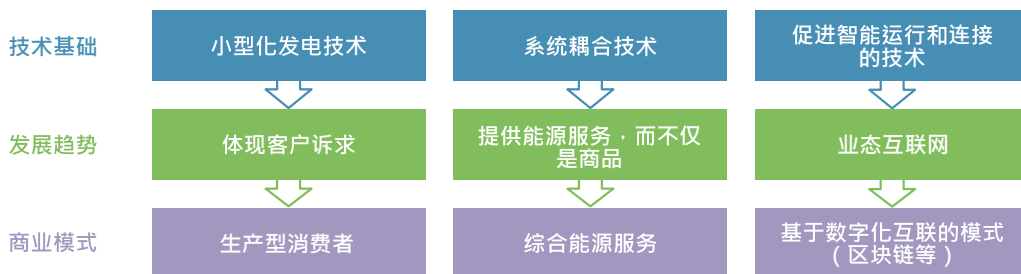 技术基础
小型化发电技术
系统耦合技术
促进智能运行和连接
的技术
发展趋势
体现客户诉求
提供能源服务，而不仅
是商品
业态互联网
商业模式
生产型消费者
综合能源服务
基于数字化互联的模式
（区块链等）